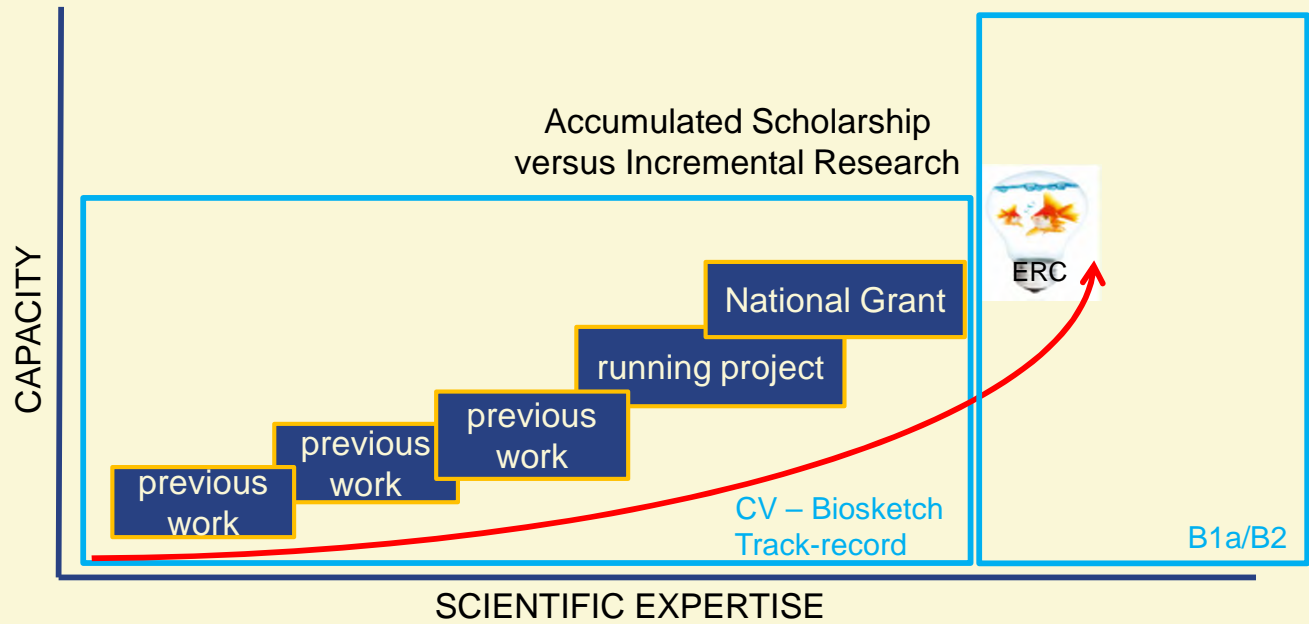 Accumulated Scholarship
versus Incremental Research
CAPACITY
ERC
National Grant
running project
previous
work
previous
work
previous
work
CV – Biosketch
Track-record
B1a/B2
SCIENTIFIC EXPERTISE